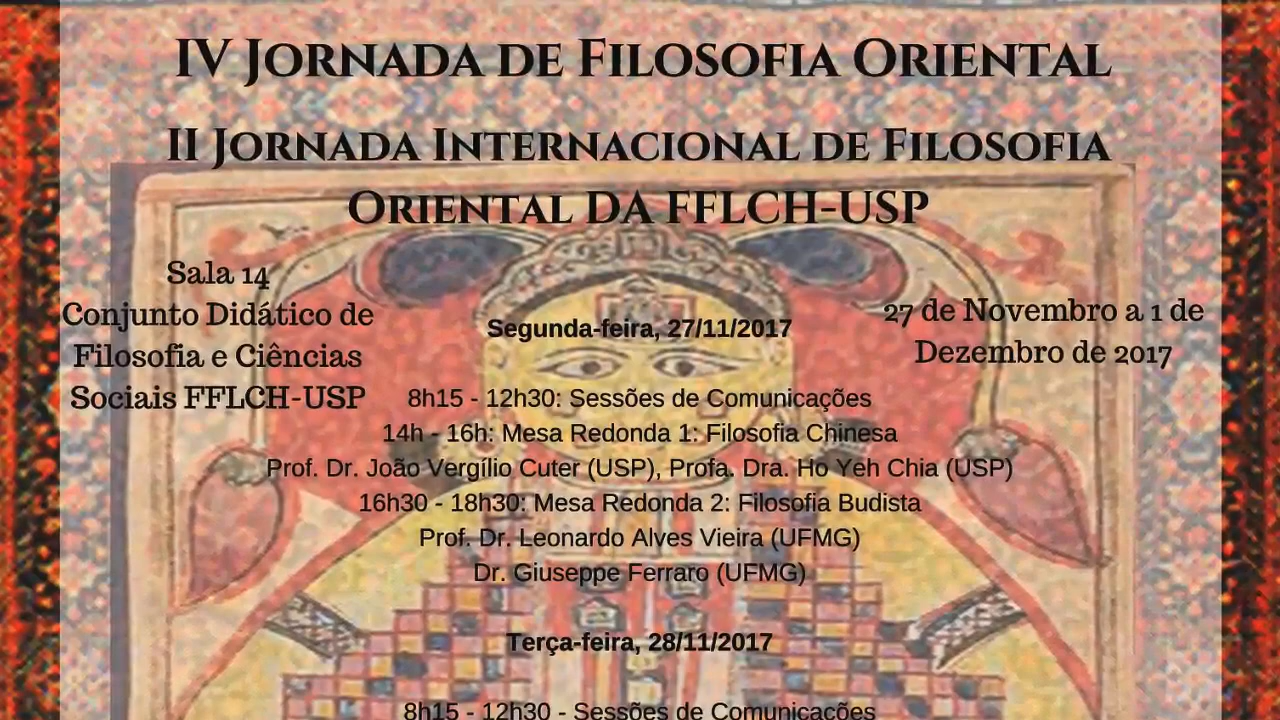 IV Jornada de Filosofia Oriental
II Jornada Internacional de Filosofia
Oriental DA FFLCH-USP
Sala 14
Conjunto Didático de
Filosofia e Ciências
Sociais FFLCH-USP
27 de Novembro a 1 de
Dezembro de 2017
Segunda-feira, 27/11/2017
8h15 - 12h30: Sessões de Comunicações
14h - 16h: Mesa Redonda 1: Filosofia Chinesa
Prof. Dr. João Vergílio Cuter (USP), Profa. Dra. Ho Yeh Chia (USP)
16h30 - 18h30: Mesa Redonda 2: Filosofia Budista
Prof. Dr. Leonardo Alves Vieira (UFMG)
Dr. Giuseppe Ferraro (UFMG)
Terça-feira, 28/11/2017
8h15 - 12h30 - Sessões de Comunicações